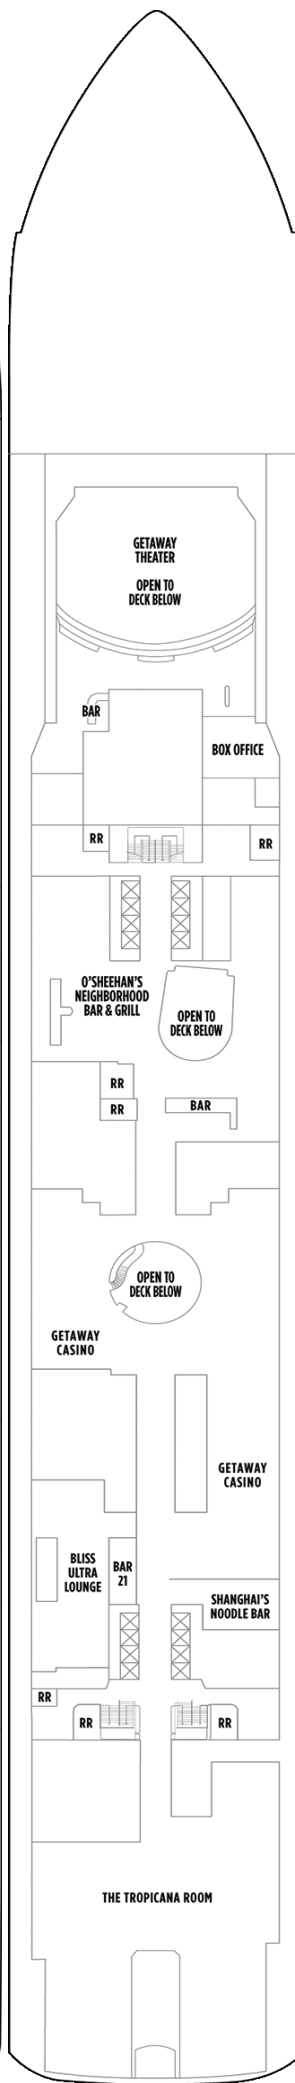 GETAWAY
THEATER
OPEN TO
DECK BELOW
BAR
BOX OFFICE
RR
RR
O'SHEEHAN'S
NEIGHBORHOOD
BAR & GRILL
OPEN TO
DECK BELOW
RR
RR
BAR
OPEN TO
DECK BELOW
GETAWAY
CASINO
GETAWAY
CASINO
BLISS
ULTRA
LOUNGE
BAR
21
SHANGHAI'S
NOODLE BAR
RR
RR
RR
THE TROPICANA ROOM